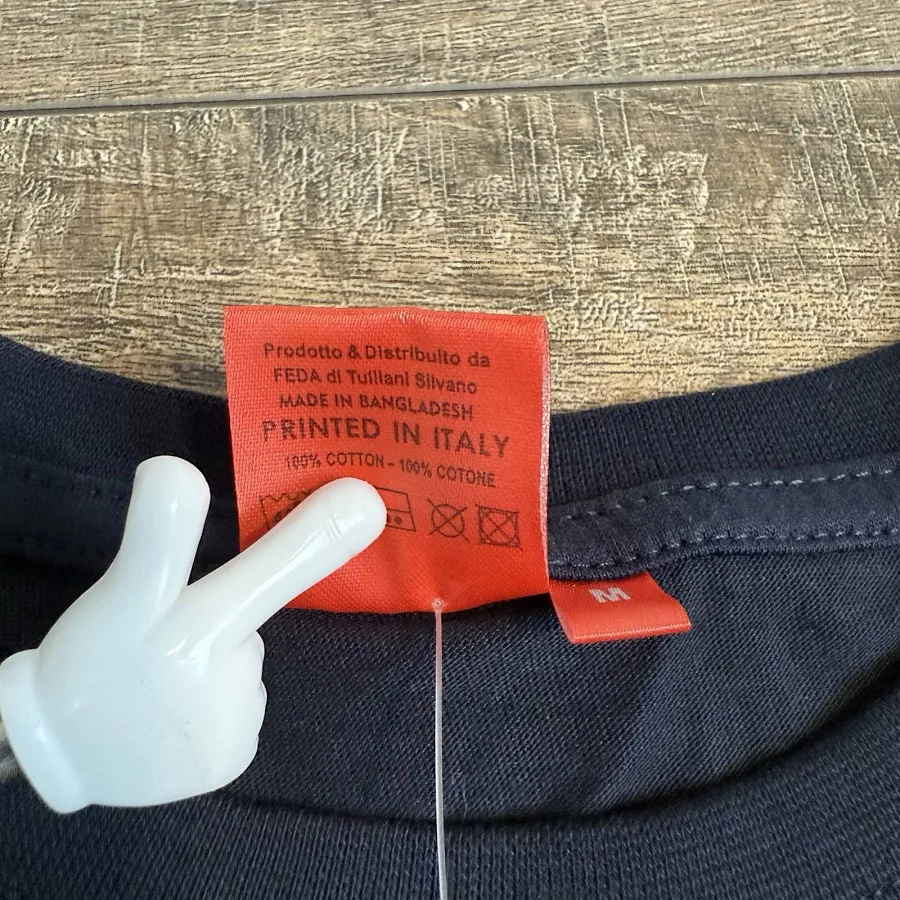 Prodotto & Distribuito da
FEDA di Tulliani Silvano
MADE IN BANGLADESH
PRINTED IN ITALY
100% COTTON - 100% COTONE
M